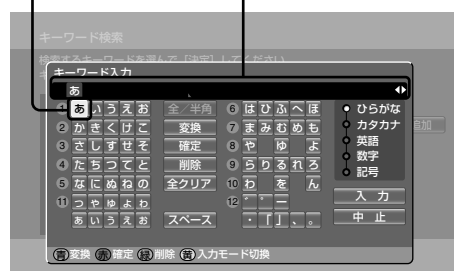 キーワード検索
検索するキーワードを選んで［決定］してください
キーワード入力
あ
① あ い う え お 全／半角 ⑥ は ひ ふ へ ほ ひらがな
② か き く け こ 変換 ⑦ ま み む め も カタカナ 追加
③ さ し す せ そ 確定 ⑧ や ゆ よ 英語
④ た ち つ て と 削除 ⑨ ら り る れ ろ 数字
⑤ な に ぬ ね の 全クリア ⑩ わ を ん 記号
⑪ っ ゃ ゅ ょ ゎ ⑫ ゛ ゜ ー 入 力
ぁ ぃ ぅ ぇ ぉ スペース ・ 「 」 、 。 中 止
青 変換 赤 確定 緑 削除 黄 入力モード切換